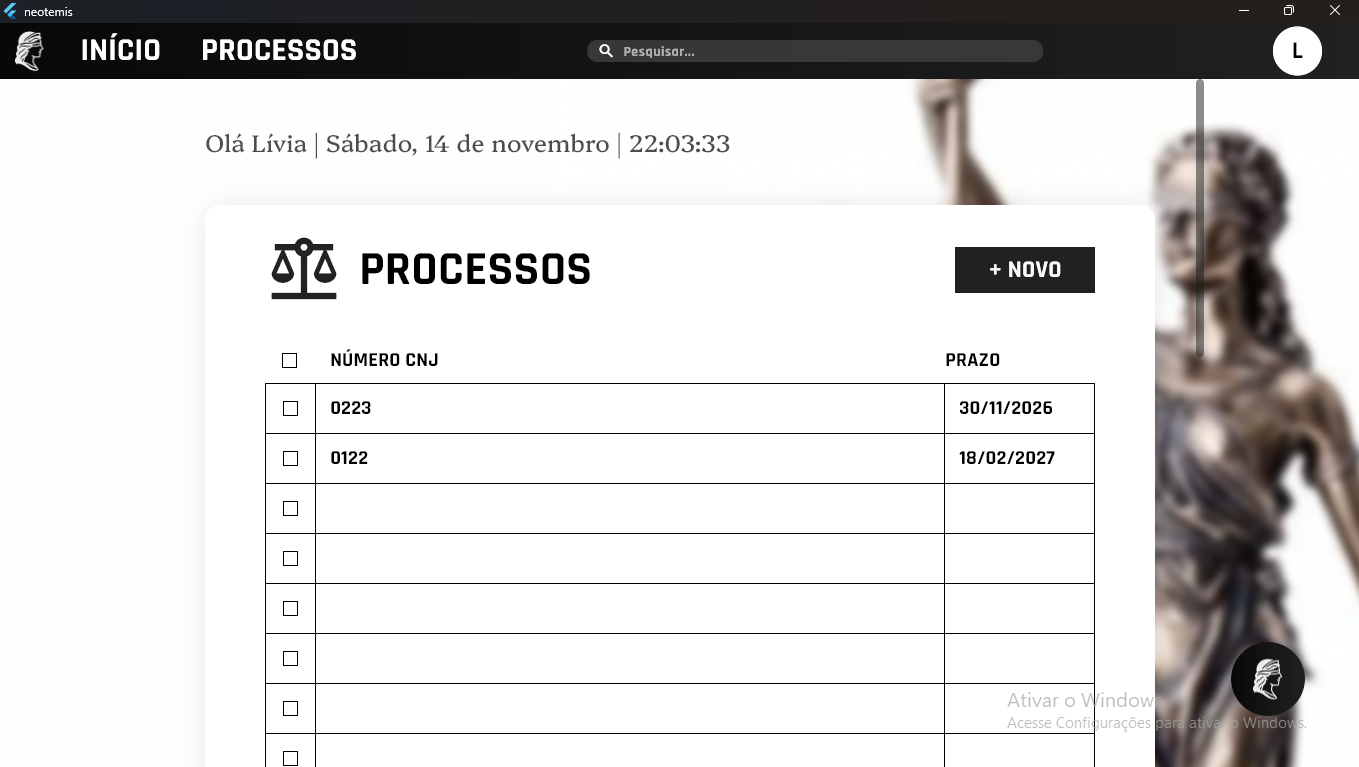 neotemis
INÍCIO PROCESSOS Pesquisar... L
Olá Lívia | Sábado, 14 de novembro | 22:03:33
PROCESSOS + NOVO
NÚMERO CNJ PRAZO
0223 30/11/2026
0122 18/02/2027
Ativar o Windows
Acesse Configurações para ativar o Windows.